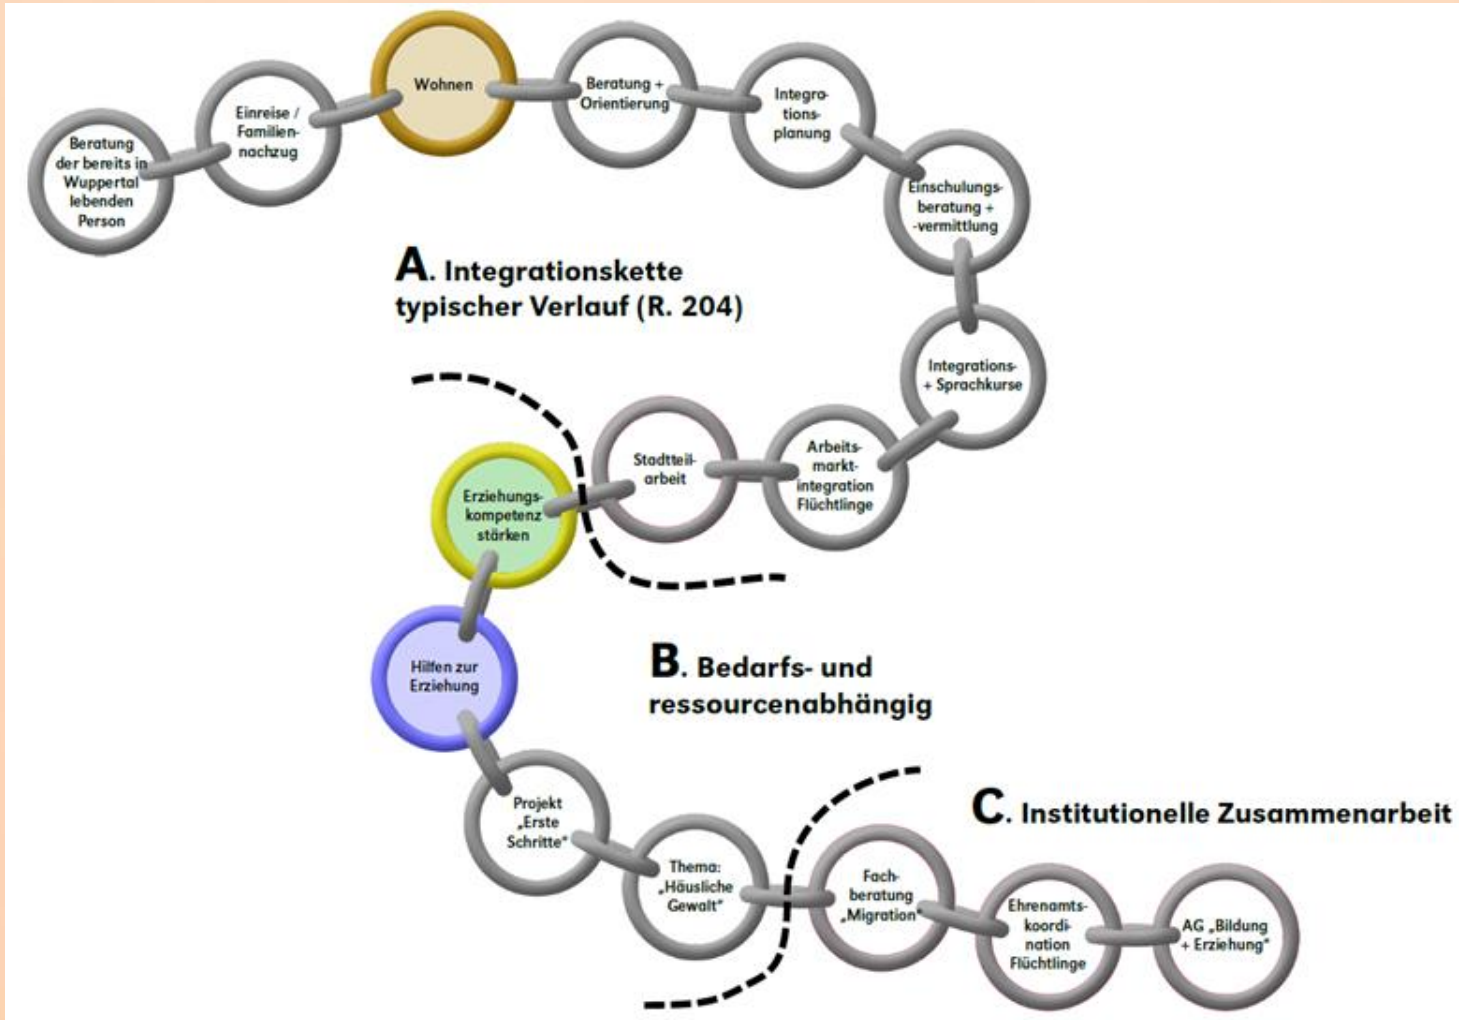 Beratung
der bereits in
Wuppertal
lebenden
Person
Einreise /
Familien-
nachzug
Wohnen
Beratung +
Orientierung
Integra-
tions-
planung
Einschulungs-
beratung +
-vermittlung
Integrations-
+ Sprachkurse
Arbeits-
markt-
integration
Flüchtlinge
Stadtteil-
arbeit
A. Integrationskette
typischer Verlauf (R. 204)
Erziehungs-
kompetenz
stärken
Hilfen zur
Erziehung
B. Bedarfs- und
ressourcenabhängig
Projekt
„Erste
Schritte“
Thema:
„Häusliche
Gewalt“
C. Institutionelle Zusammenarbeit
Fach-
beratung
„Migration“
Ehrenamts-
koordi-
nation
Flüchtlinge
AG „Bildung
+ Erziehung“